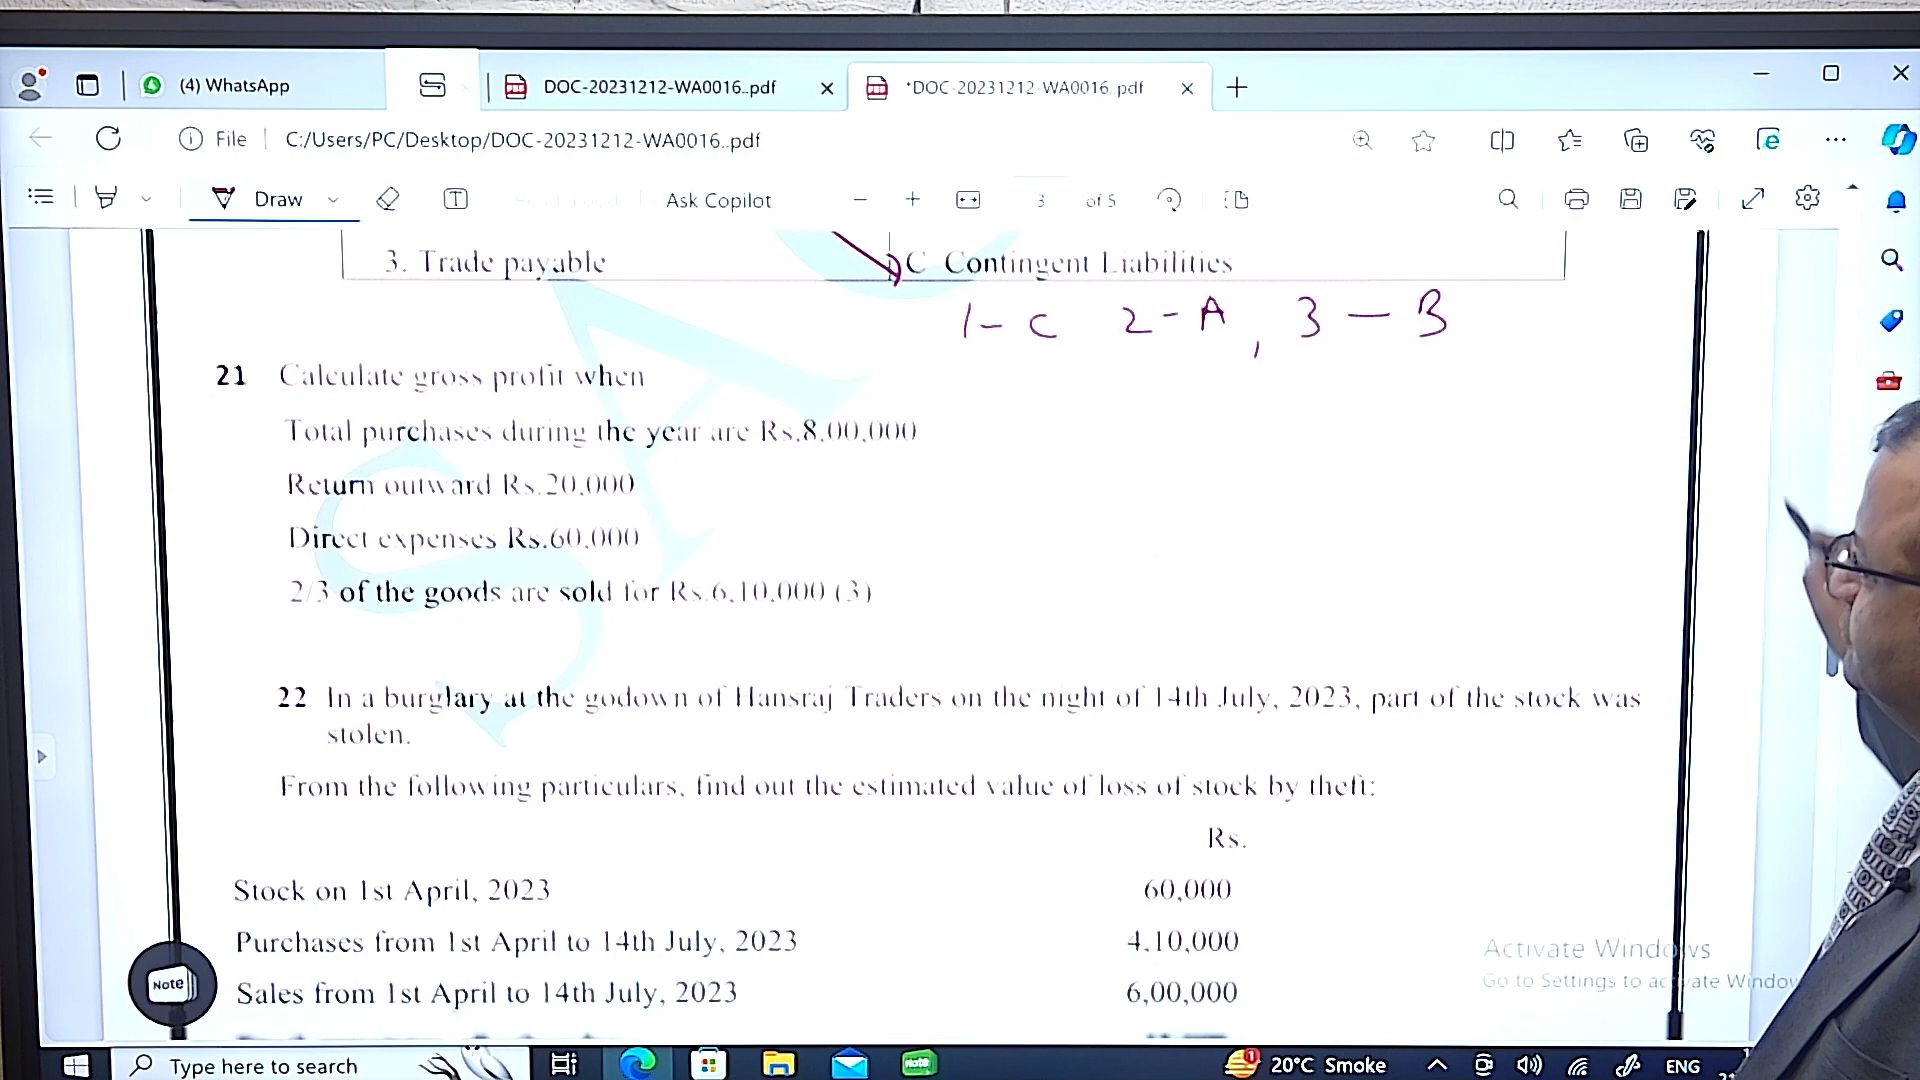 (4) WhatsApp
DOC-20231212-WA0016..pdf
*DOC-20231212-WA0016..pdf
File
C:/Users/PC/Desktop/DOC-20231212-WA0016..pdf
Draw
Ask Copilot
3 of 5
3. Trade payable
C Contingent Liabilities
1-C 2-A, 3-B
21 Calculate gross profit when
Total purchases during the year are Rs.8,00,000
Return outward Rs.20,000
Direct expenses Rs.60,000
2/3 of the goods are sold for Rs.6,10,000 (3)
22 In a burglary at the godown of Hansraj Traders on the night of 14th July, 2023, part of the stock was
stolen.
From the following particulars, find out the estimated value of loss of stock by theft:
Rs.
Stock on 1st April, 2023 60,000
Purchases from 1st April to 14th July, 2023 4,10,000
Sales from 1st April to 14th July, 2023 6,00,000
Activate Windows
Go to Settings to activate Window
Note
Type here to search
20°C Smoke
ENG